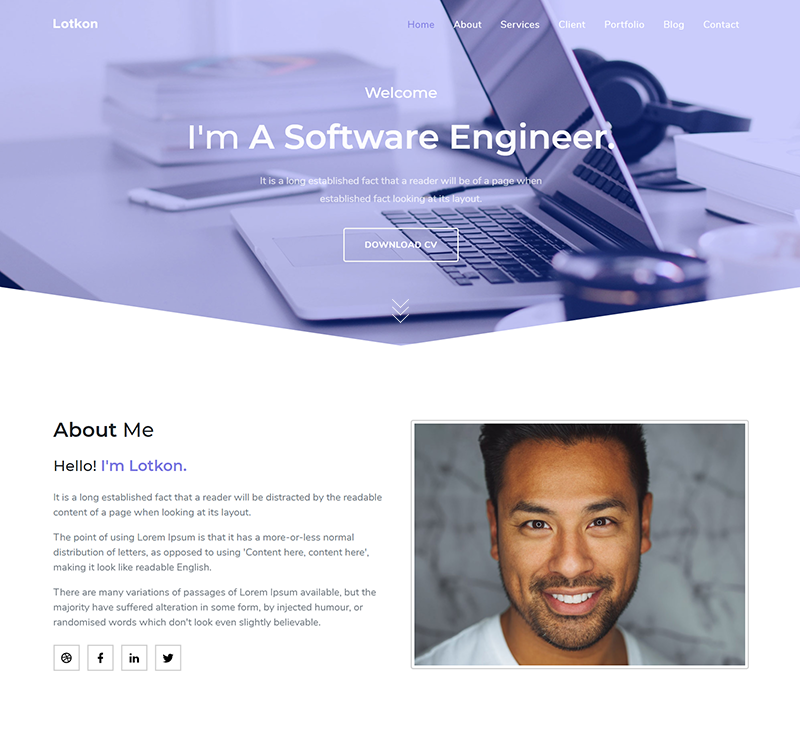 Lotkon
Home About Services Client Portfolio Blog Contact
Welcome
I'm A Software Engineer.
It is a long established fact that a reader will be of a page when
established fact looking at its layout.
DOWNLOAD CV
About Me
Hello! I'm Lotkon.
It is a long established fact that a reader will be distracted by the readable
content of a page when looking at its layout.
The point of using Lorem Ipsum is that it has a more-or-less normal
distribution of letters, as opposed to using 'Content here, content here',
making it look like readable English.
There are many variations of passages of Lorem Ipsum available, but the
majority have suffered alteration in some form, by injected humour, or
randomised words which don't look even slightly believable.